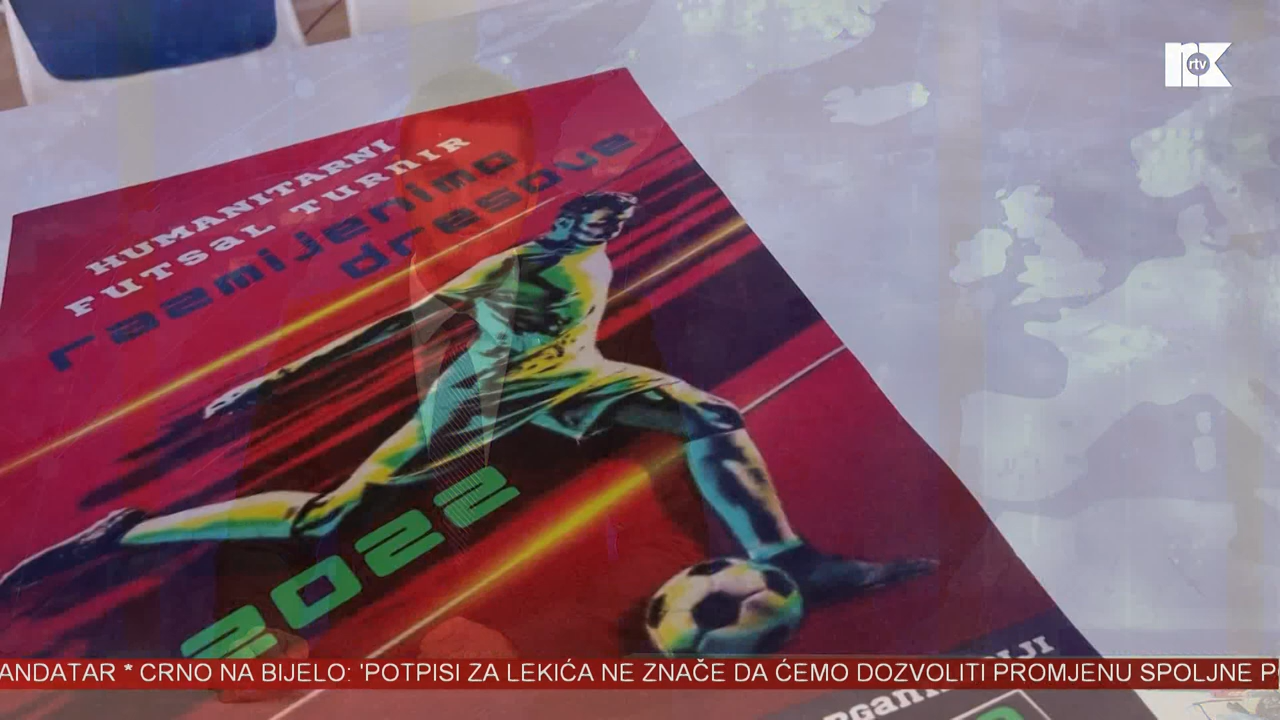 rtv
HUMANITARNI
FUTSaL TURNIR
razmijenimo
dresove
2022
ANDATAR * CRNO NA BIJELO: 'POTPISI ZA LEKIĆA NE ZNAČE DA ĆEMO DOZVOLITI PROMJENU SPOLJNE P